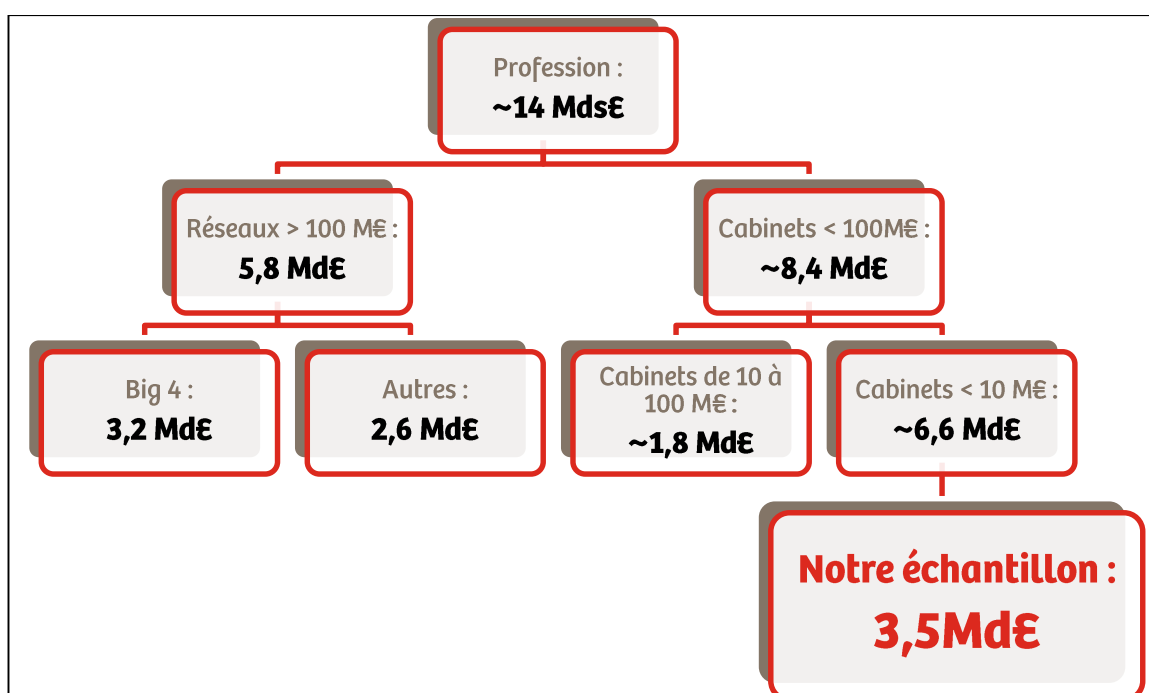 Profession :
~14 Mds€
Réseaux > 100 M€ :
5,8 Md€
Cabinets < 100M€ :
~8,4 Md€
Big 4 :
3,2 Md€
Autres :
2,6 Md€
Cabinets de 10 à
100 M€ :
~1,8 Md€
Cabinets < 10 M€ :
~6,6 Md€
Notre échantillon :
3,5Md€